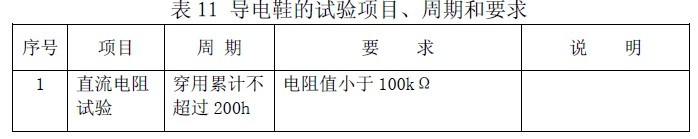 表 11 导电鞋的试验项目、周期和要求
序号 项目 周 期 要 求 说 明
1 直流电阻 穿用累计不 电阻值小于 100kΩ
试验 超过 200h